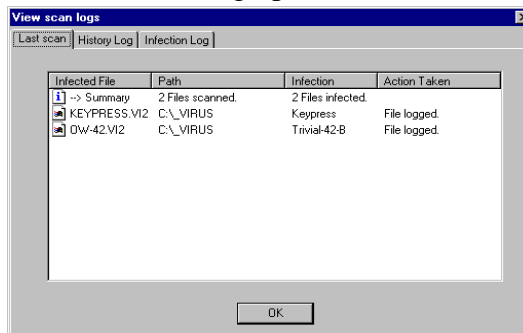 View scan logs
Last scan History Log Infection Log
Infected File Path Infection Action Taken
--> Summary 2 Files scanned. 2 Files infected.
KEYPRESS.VI2 C:\_VIRUS Keypress File logged.
OW-42.VI2 C:\_VIRUS Trivial-42-B File logged.
OK